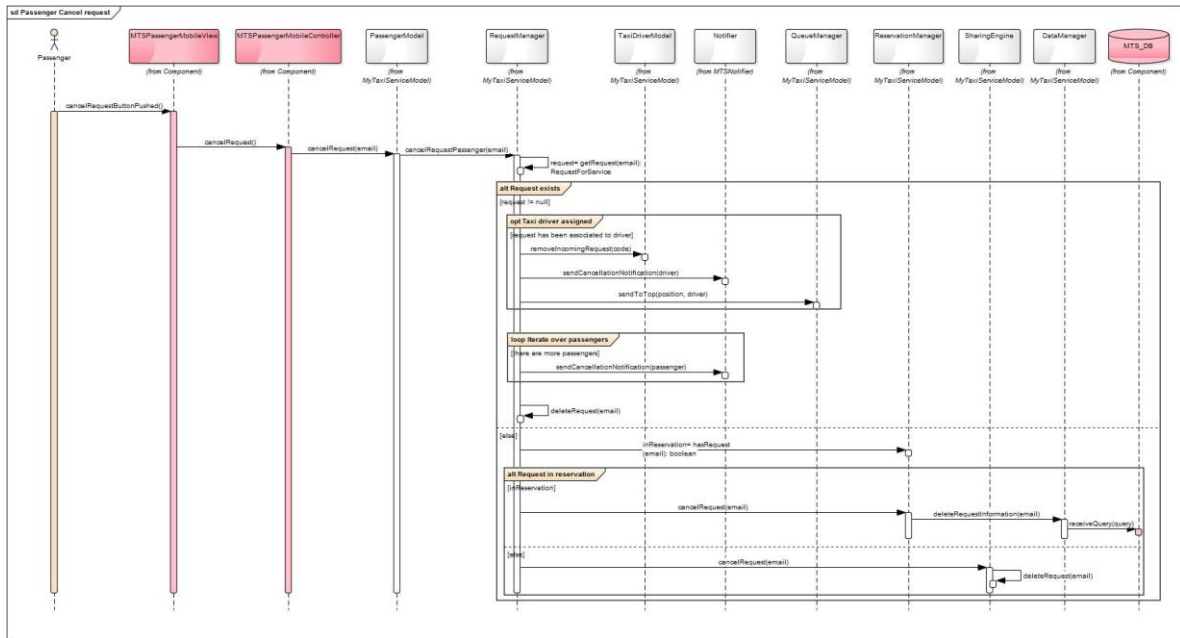 sd Passenger Cancel request
Passenger
MTSPassengerMobileView
(from Component)
MTSPassengerMobileController
(from Component)
PassengerModel
(from
MyTaxiServiceModel)
RequestManager
(from
MyTaxiServiceModel)
TaxiDriverModel
(from
MyTaxiServiceModel)
Notifier
(from MTSNotifier)
QueueManager
(from
MyTaxiServiceModel)
ReservationManager
(from
MyTaxiServiceModel)
SharingEngine
(from
MyTaxiServiceModel)
DataManager
(from
MyTaxiServiceModel)
MTS_DB
(from Component)
cancelRequestButtonPushed()
cancelRequest()
cancelRequest(email)
cancelRequestPassenger(email)
request= getRequest(email):
RequestForService
alt Request exists
[request != null]
opt Taxi driver assigned
[request has been associated to driver]
removeIncomingRequest(code)
sendCancellationNotification(driver)
sendToTop(position, driver)
loop Iterate over passengers
[there are more passengers]
sendCancellationNotification(passenger)
deleteRequest(email)
[else]
inReservation= hasRequest
(email): boolean
alt Request in reservation
[inReservation]
cancelRequest(email)
deleteRequestInformation(email)
receiveQuery(query)
[else]
cancelRequest(email)
deleteRequest(email)